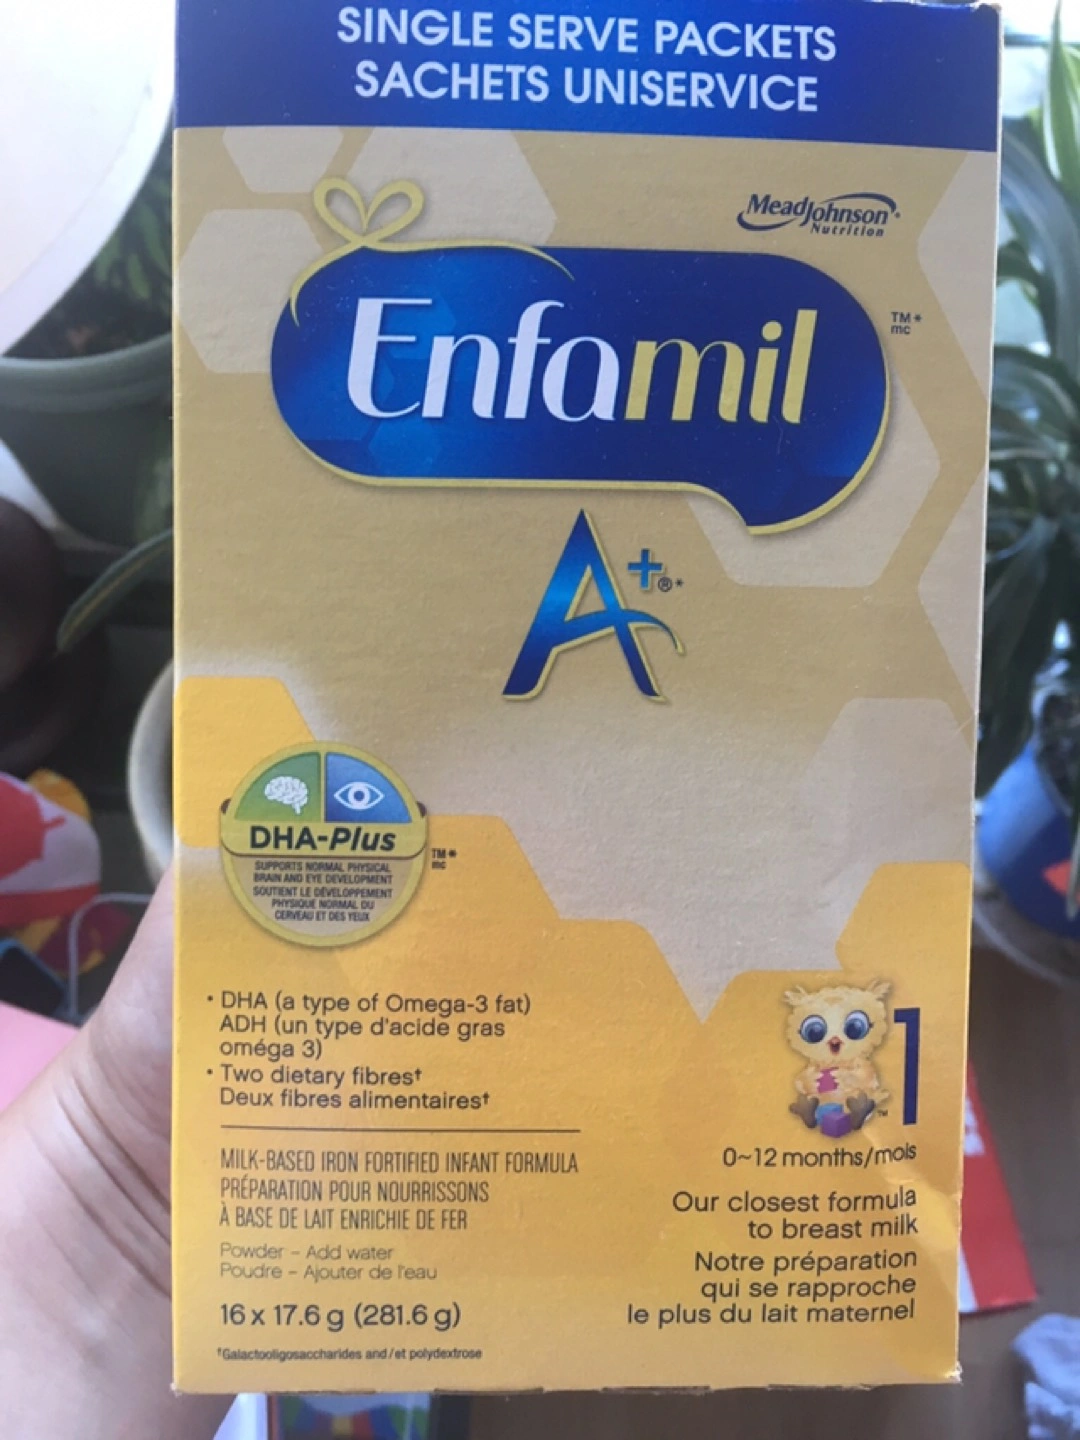 SINGLE SERVE PACKETS
SACHETS UNISERVICE
MeadJohnson
Nutrition
Enfamil
TM*
mc
A+®*
DHA-Plus
TM*
mc
SUPPORTS NORMAL PHYSICAL
BRAIN AND EYE DEVELOPMENT
SOUTIENT LE DÉVELOPPEMENT
PHYSIQUE NORMAL DU
CERVEAU ET DES YEUX
• DHA (a type of Omega-3 fat)
ADH (un type d'acide gras
oméga 3)
• Two dietary fibres†
Deux fibres alimentaires†
MILK-BASED IRON FORTIFIED INFANT FORMULA
PRÉPARATION POUR NOURRISSONS
À BASE DE LAIT ENRICHIE DE FER
Powder – Add water
Poudre – Ajouter de l'eau
16 x 17.6 g (281.6 g)
†Galactooligosaccharides and/et polydextrose
1
TM
0~12 months/mois
Our closest formula
to breast milk
Notre préparation
qui se rapproche
le plus du lait maternel